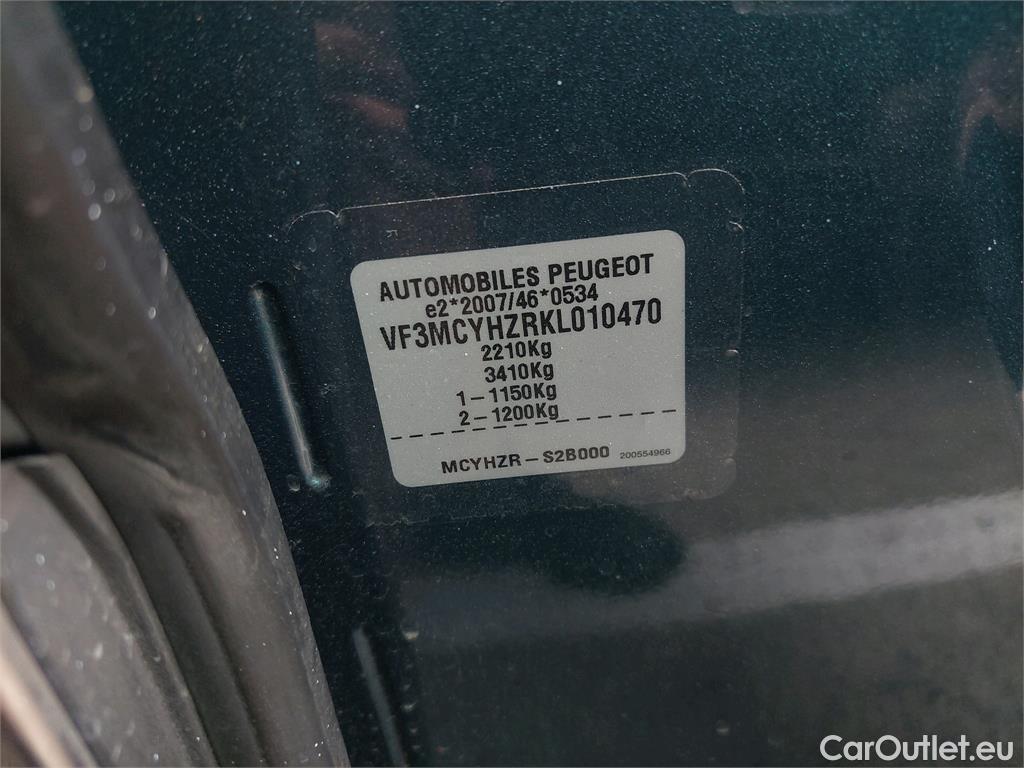 AUTOMOBILES PEUGEOT
e2*2007/46*0534
VF3MCYHZRKL010470
2210Kg
3410Kg
1-1150Kg
2-1200Kg
MCYHZR-S2B000 200554966
CarOutlet.eu